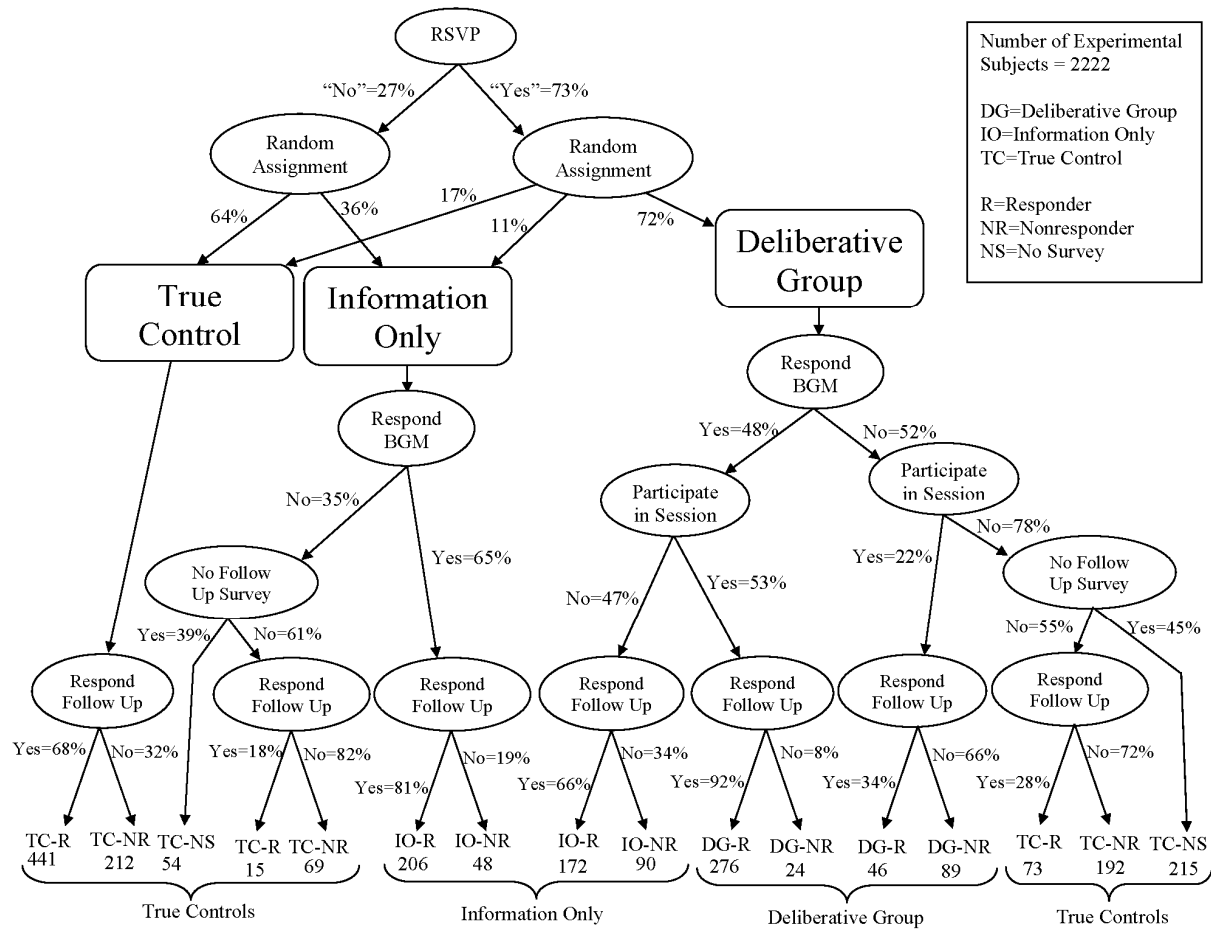 RSVP
Number of Experimental
Subjects = 2222
DG=Deliberative Group
IO=Information Only
TC=True Control
R=Responder
NR=Nonresponder
NS=No Survey
“No”=27%
“Yes”=73%
Random
Assignment
Random
Assignment
64%
36%
17%
11%
72%
True
Control
Information
Only
Deliberative
Group
Respond
BGM
Respond
BGM
Yes=48%
No=52%
Participate
in Session
Participate
in Session
No=35%
Yes=65%
No=47%
Yes=53%
Yes=22%
No=78%
No Follow
Up Survey
No Follow
Up Survey
Yes=39%
No=61%
No=55%
Yes=45%
Respond
Follow Up
Respond
Follow Up
Respond
Follow Up
Respond
Follow Up
Respond
Follow Up
Respond
Follow Up
Respond
Follow Up
Yes=68%
No=32%
Yes=18%
No=82%
Yes=81%
No=19%
Yes=66%
No=34%
Yes=92%
No=8%
Yes=34%
No=66%
Yes=28%
No=72%
TC-R
441
TC-NR
212
TC-NS
54
TC-R
15
TC-NR
69
IO-R
206
IO-NR
48
IO-R
172
IO-NR
90
DG-R
276
DG-NR
24
DG-R
46
DG-NR
89
TC-R
73
TC-NR
192
TC-NS
215
True Controls
Information Only
Deliberative Group
True Controls